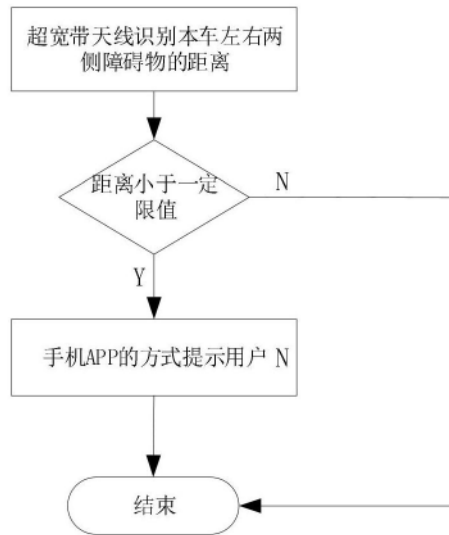 超宽带天线识别本车左右两
侧障碍物的距离
距离小于一定
限值
N
Y
手机APP的方式提示用户 N
结束